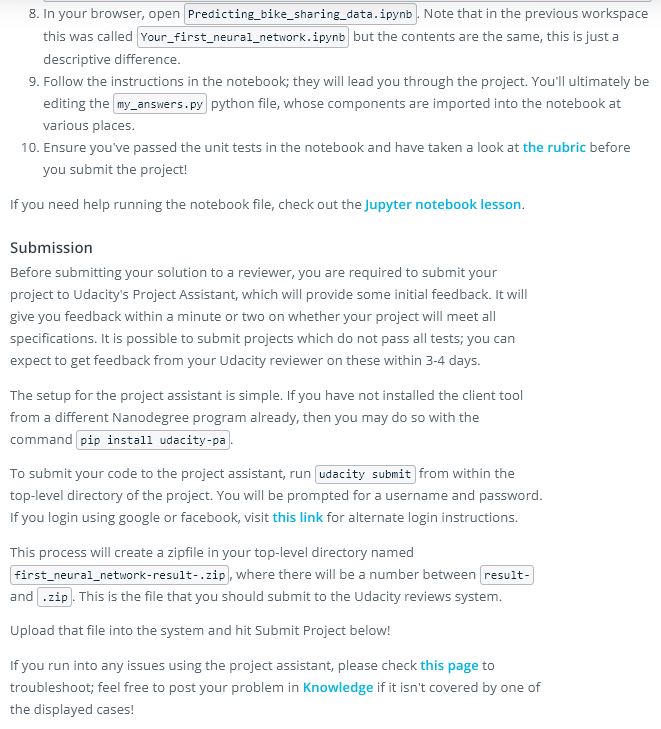 8. In your browser, open Predicting_bike_sharing_data.ipynb . Note that in the previous workspace
this was called Your_first_neural_network.ipynb but the contents are the same, this is just a
descriptive difference.
9. Follow the instructions in the notebook; they will lead you through the project. You'll ultimately be
editing the my_answers.py python file, whose components are imported into the notebook at
various places.
10. Ensure you've passed the unit tests in the notebook and have taken a look at the rubric before
you submit the project!
If you need help running the notebook file, check out the Jupyter notebook lesson.
Submission
Before submitting your solution to a reviewer, you are required to submit your
project to Udacity's Project Assistant, which will provide some initial feedback. It will
give you feedback within a minute or two on whether your project will meet all
specifications. It is possible to submit projects which do not pass all tests; you can
expect to get feedback from your Udacity reviewer on these within 3-4 days.
The setup for the project assistant is simple. If you have not installed the client tool
from a different Nanodegree program already, then you may do so with the
command pip install udacity-pa.
To submit your code to the project assistant, run udacity submit from within the
top-level directory of the project. You will be prompted for a username and password.
If you login using google or facebook, visit this link for alternate login instructions.
This process will create a zipfile in your top-level directory named
first_neural_network-result-.zip, where there will be a number between result-
and .zip. This is the file that you should submit to the Udacity reviews system.
Upload that file into the system and hit Submit Project below!
If you run into any issues using the project assistant, please check this page to
troubleshoot; feel free to post your problem in Knowledge if it isn't covered by one of
the displayed cases!